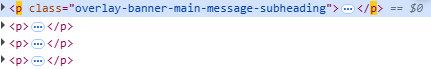 ▶ <p class="overlay-banner-main-message-subheading"> ⋯ </p> == $0
▶ <p> ⋯ </p>
▶ <p> ⋯ </p>
▶ <p> ⋯ </p>